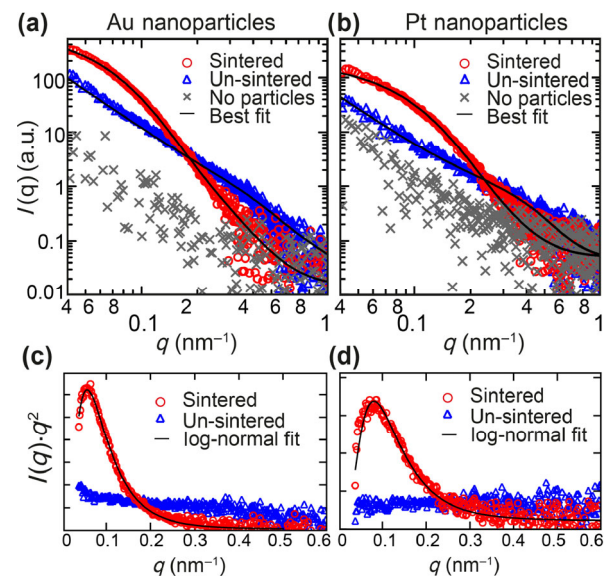 (a) Au nanoparticles
(b) Pt nanoparticles
Sintered
Un-sintered
No particles
Best fit
Sintered
Un-sintered
No particles
Best fit
I(q) (a.u.)
100
10
1
0.1
0.01
4 6 0.1 2 4 6 1
q (nm⁻¹)
4 6 0.1 2 4 6 1
q (nm⁻¹)
(c)
(d)
Sintered
Un-sintered
log-normal fit
Sintered
Un-sintered
log-normal fit
I(q)·q²
0.0 0.1 0.2 0.3 0.4 0.5 0.6
q (nm⁻¹)
0.0 0.1 0.2 0.3 0.4 0.5 0.6
q (nm⁻¹)